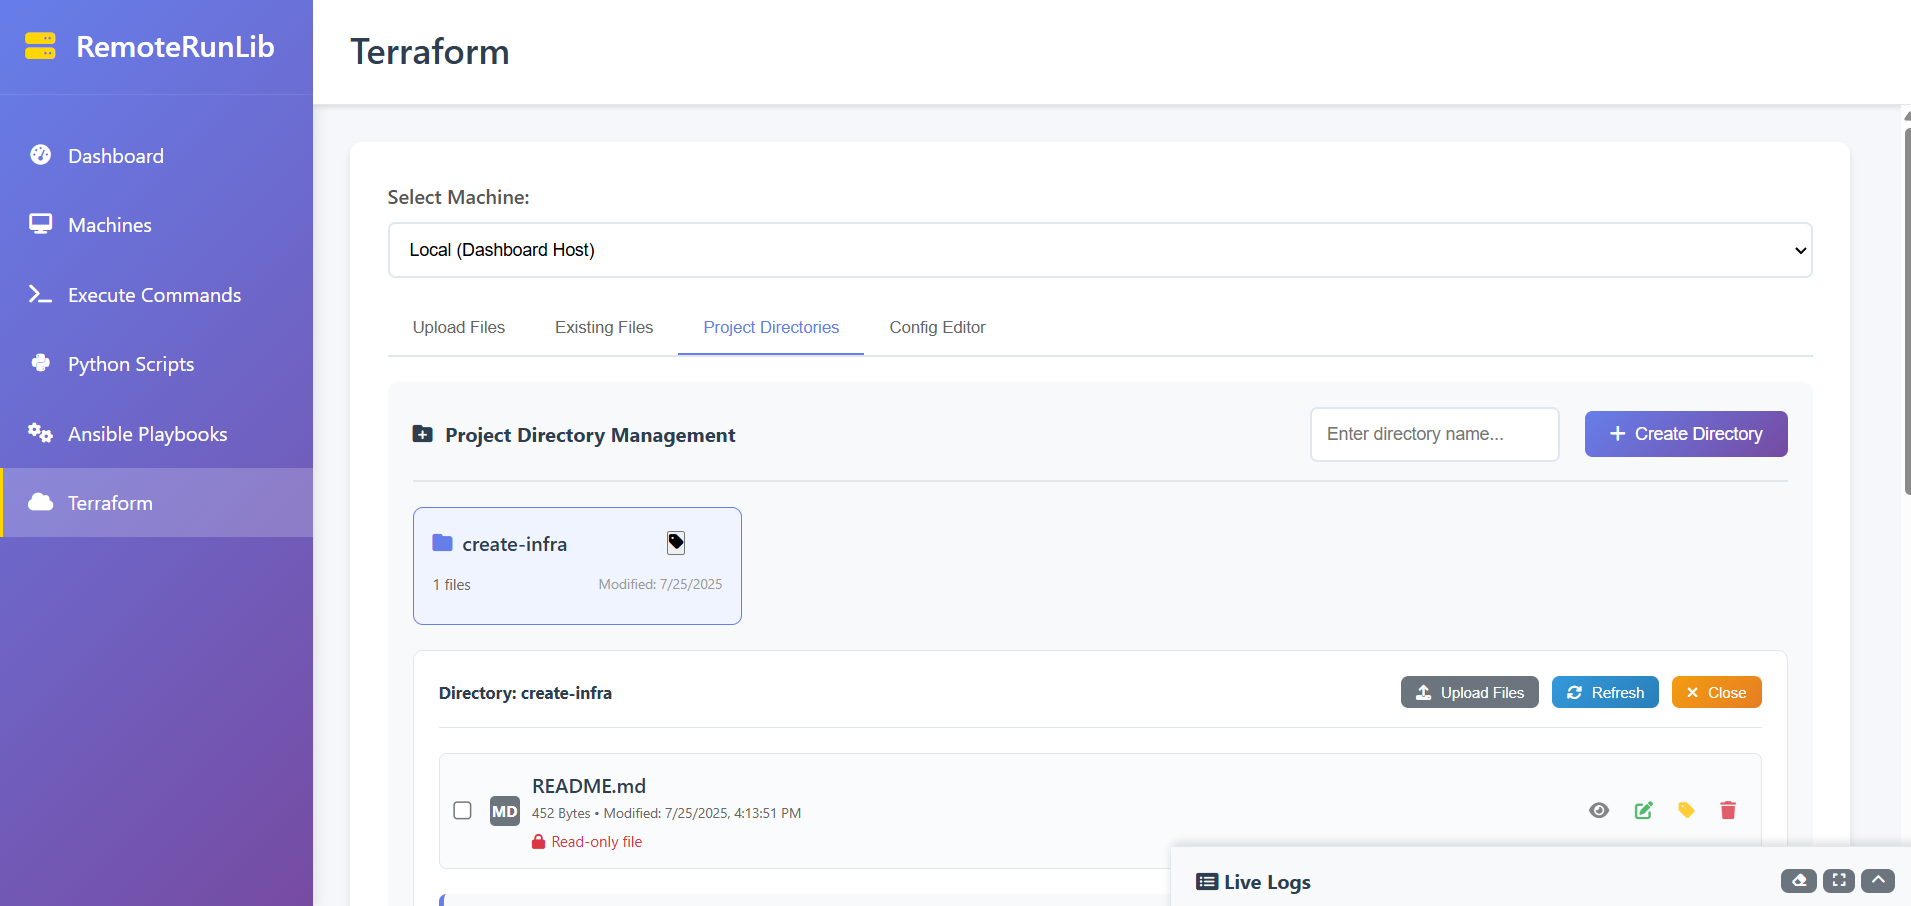 RemoteRunLib
Dashboard
Machines
Execute Commands
Python Scripts
Ansible Playbooks
Terraform
Terraform
Select Machine:
Local (Dashboard Host)
Upload Files
Existing Files
Project Directories
Config Editor
Project Directory Management
Enter directory name...
Create Directory
create-infra
1 files
Modified: 7/25/2025
Directory: create-infra
Upload Files
Refresh
Close
MD
README.md
452 Bytes • Modified: 7/25/2025, 4:13:51 PM
Read-only file
Live Logs